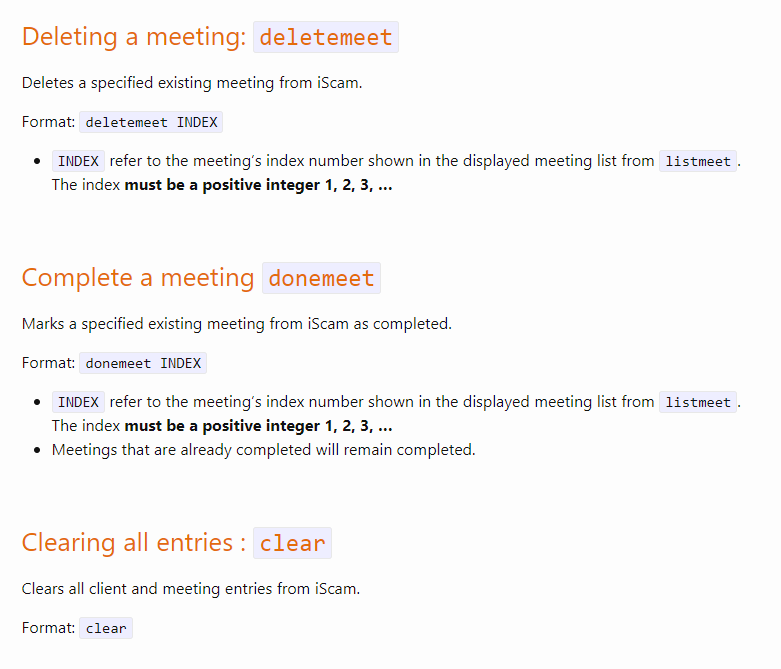 Deleting a meeting: deletemeet
Deletes a specified existing meeting from iScam.
Format: deletemeet INDEX
• INDEX refer to the meeting's index number shown in the displayed meeting list from listmeet.
The index must be a positive integer 1, 2, 3, …
Complete a meeting donemeet
Marks a specified existing meeting from iScam as completed.
Format: donemeet INDEX
• INDEX refer to the meeting's index number shown in the displayed meeting list from listmeet.
The index must be a positive integer 1, 2, 3, …
• Meetings that are already completed will remain completed.
Clearing all entries : clear
Clears all client and meeting entries from iScam.
Format: clear